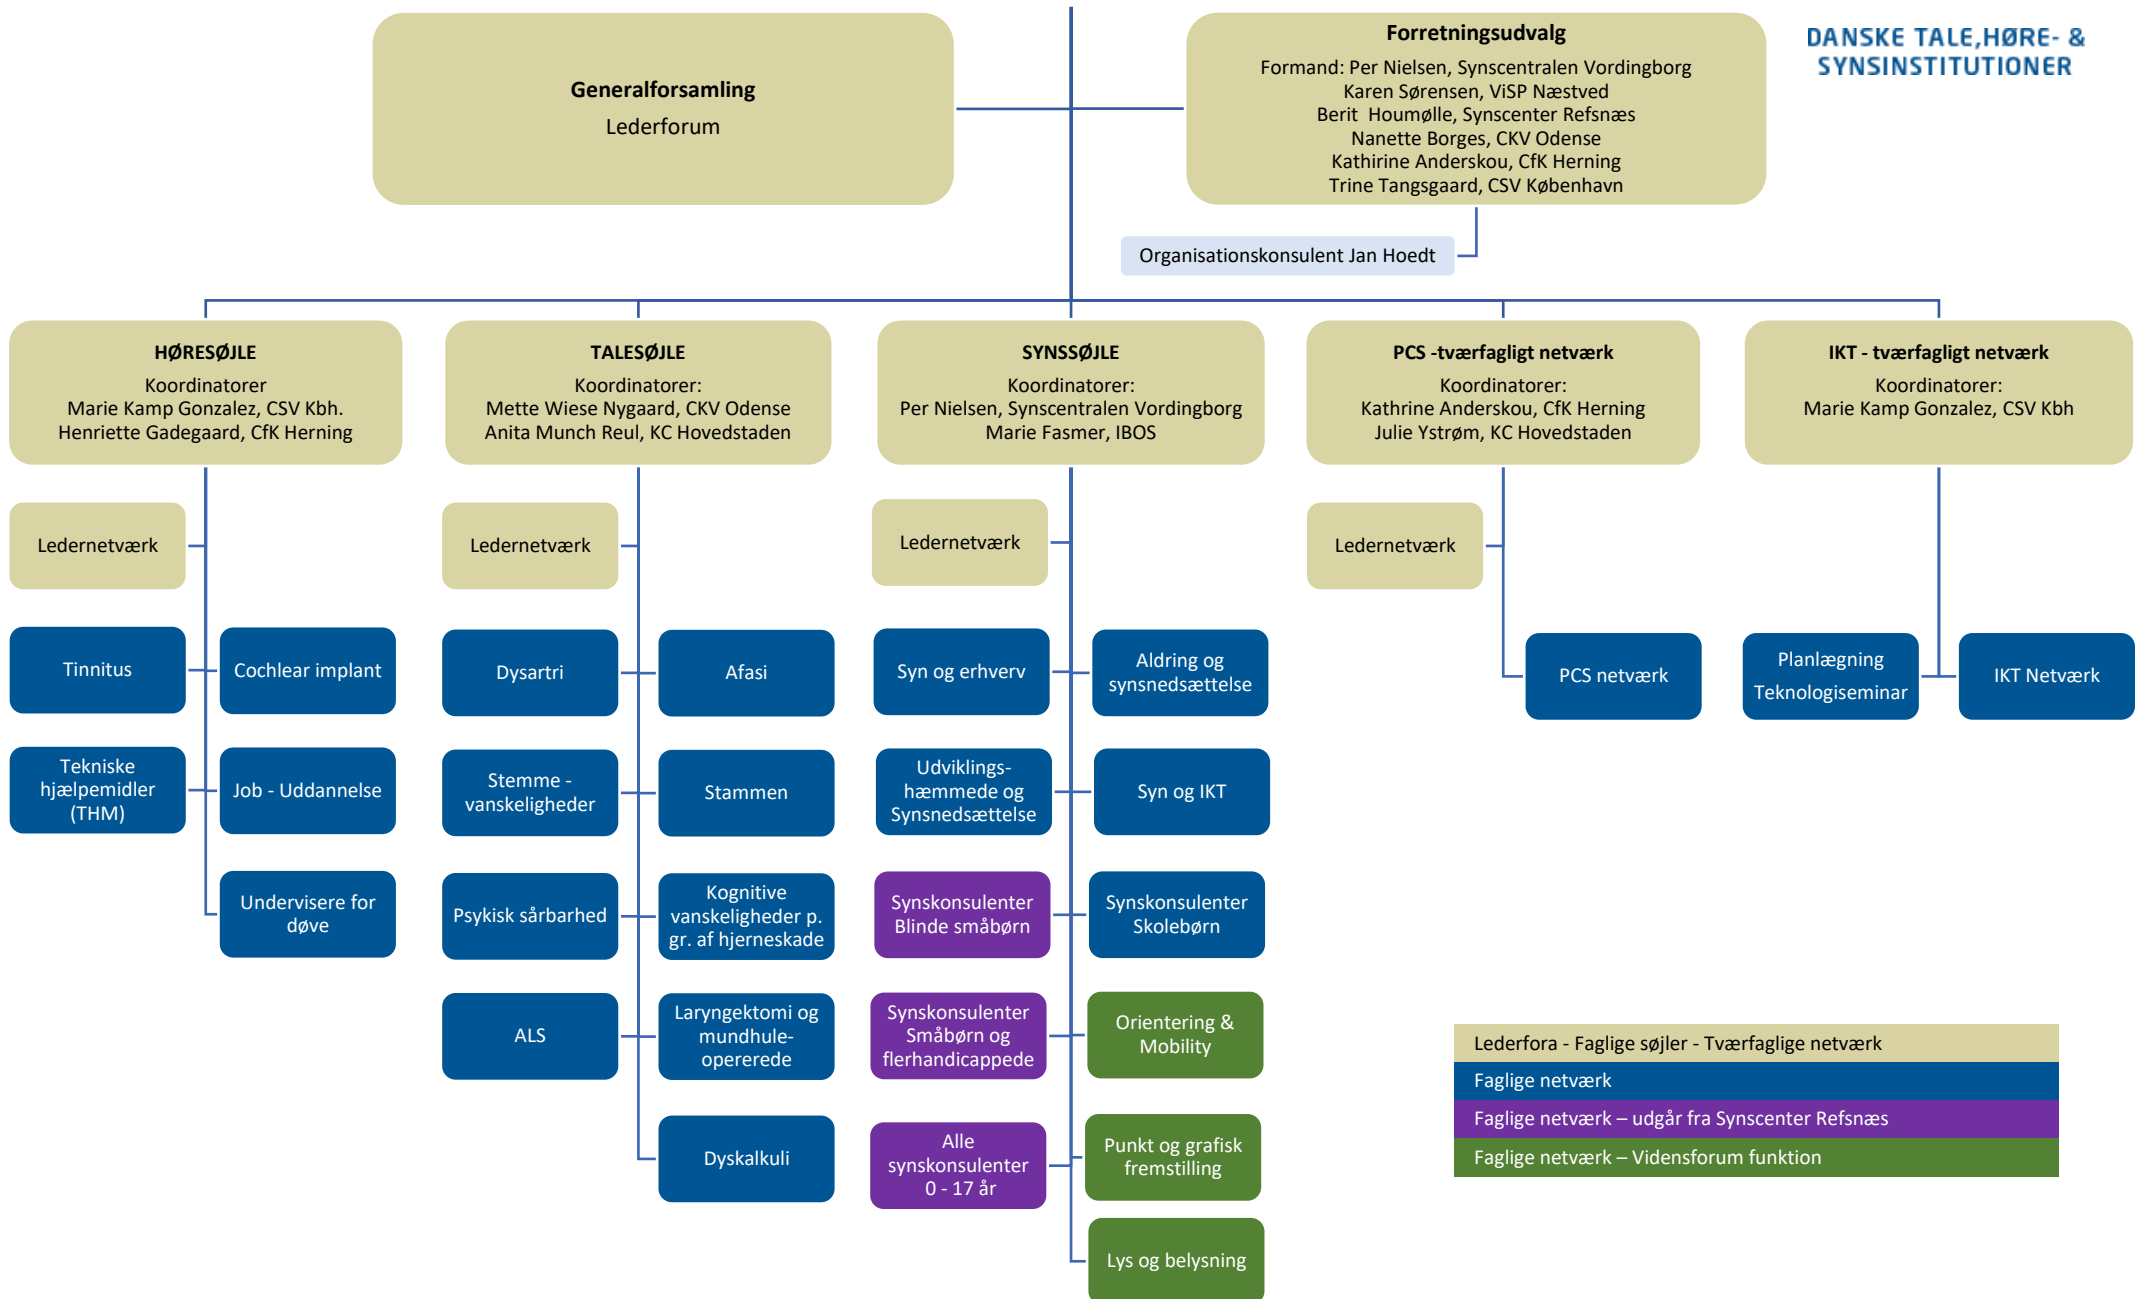 Generalforsamling
Lederforum
Forretningsudvalg
Formand: Per Nielsen, Synscentralen Vordingborg
Karen Sørensen, ViSP Næstved
Berit  Houmølle, Synscenter Refsnæs
Nanette Borges, CKV Odense
Kathirine Anderskou, CfK Herning
Trine Tangsgaard, CSV København
DANSKE TALE,HØRE- &
SYNSINSTITUTIONER
Organisationskonsulent Jan Hoedt
HØRESØJLE
Koordinatorer
Marie Kamp Gonzalez, CSV Kbh.
Henriette Gadegaard, CfK Herning
TALESØJLE
Koordinatorer:
Mette Wiese Nygaard, CKV Odense
Anita Munch Reul, KC Hovedstaden
SYNSSØJLE
Koordinatorer:
Per Nielsen, Synscentralen Vordingborg
Marie Fasmer, IBOS
PCS -tværfagligt netværk
Koordinatorer:
Kathrine Anderskou, CfK Herning
Julie Ystrøm, KC Hovedstaden
IKT - tværfagligt netværk
Koordinatorer:
Marie Kamp Gonzalez, CSV Kbh
Ledernetværk
Tinnitus
Cochlear implant
Tekniske
hjælpemidler
(THM)
Job - Uddannelse
Undervisere for
døve
Ledernetværk
Dysartri
Afasi
Stemme -
vanskeligheder
Stammen
Psykisk sårbarhed
Kognitive
vanskeligheder p.
gr. af hjerneskade
ALS
Laryngektomi og
mundhule-
opererede
Dyskalkuli
Ledernetværk
Syn og erhverv
Aldring og
synsnedsættelse
Udviklings-
hæmmede og
Synsnedsættelse
Syn og IKT
Synskonsulenter
Blinde småbørn
Synskonsulenter
Skolebørn
Synskonsulenter
Småbørn og
flerhandicappede
Orientering &
Mobility
Alle
synskonsulenter
0 - 17 år
Punkt og grafisk
fremstilling
Lys og belysning
Ledernetværk
PCS netværk
Planlægning
Teknologiseminar
IKT Netværk
Lederfora - Faglige søjler - Tværfaglige netværk
Faglige netværk
Faglige netværk – udgår fra Synscenter Refsnæs
Faglige netværk – Vidensforum funktion